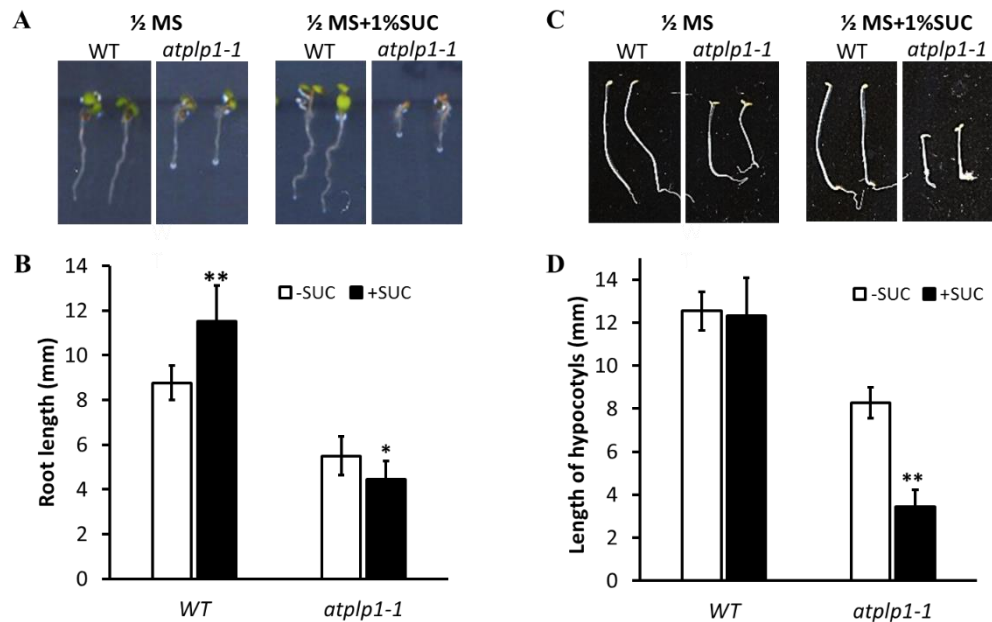 A
½ MS
½ MS+1%SUC
WT
atplp1-1
WT
atplp1-1
C
½ MS
½ MS+1%SUC
WT
atplp1-1
WT
atplp1-1
B
Root length (mm)
14
12
10
8
6
4
2
0
**
*
-SUC
+SUC
WT
atplp1-1
D
Length of hypocotyls (mm)
14
12
10
8
6
4
2
0
**
-SUC
+SUC
WT
atplp1-1